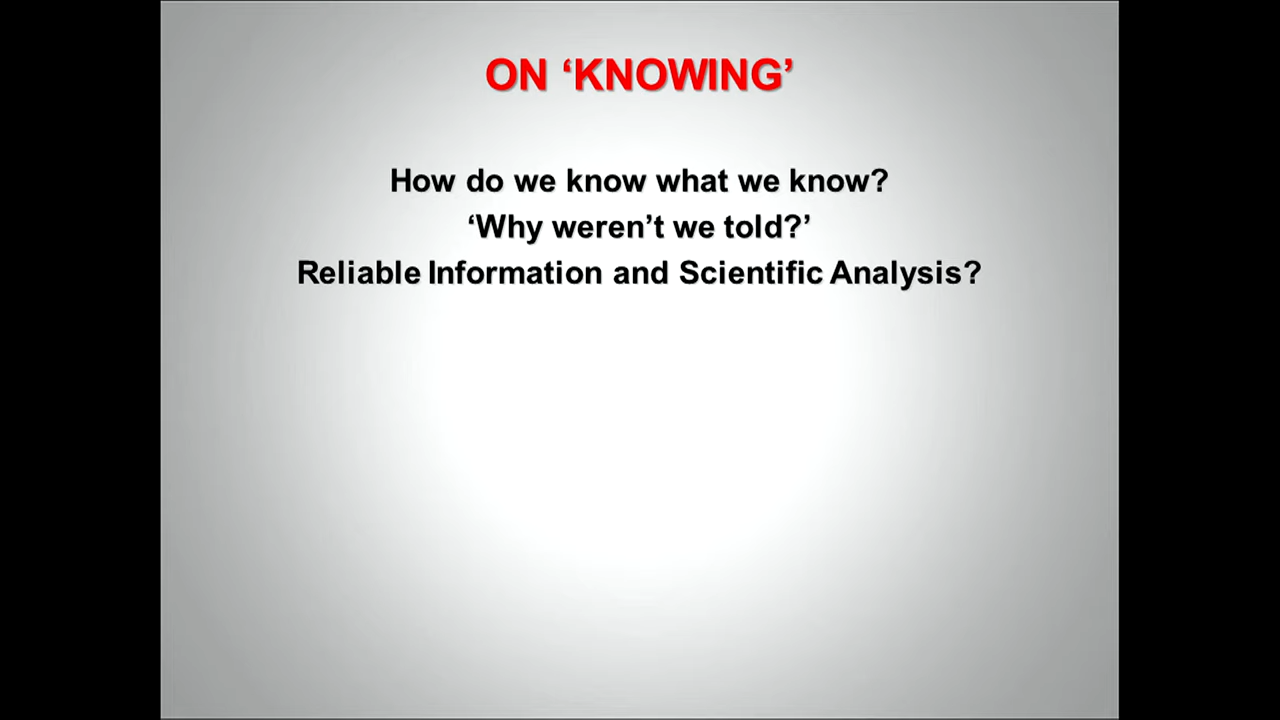 ON ‘KNOWING’
How do we know what we know?
‘Why weren’t we told?’
Reliable Information and Scientific Analysis?